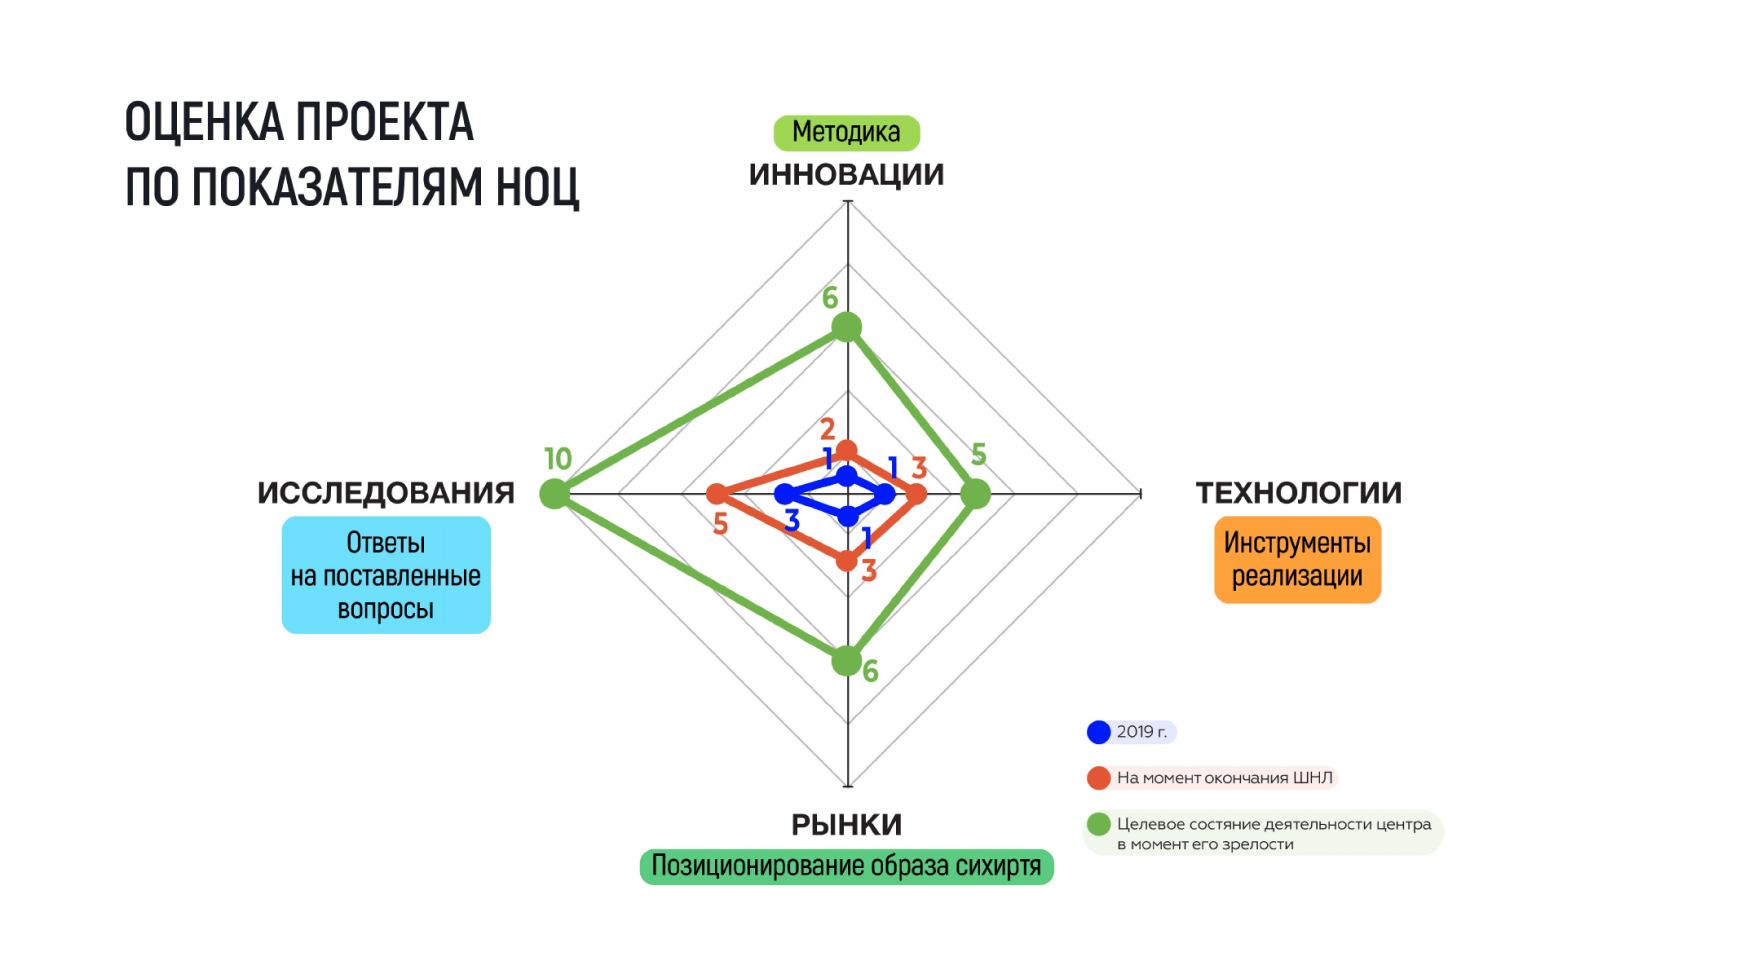 ОЦЕНКА ПРОЕКТА
ПО ПОКАЗАТЕЛЯМ НОЦ
Методика
ИННОВАЦИИ
6
2
1
1
3
5
10
ИССЛЕДОВАНИЯ
Ответы
на поставленные
вопросы
5
3
1
3
6
ТЕХНОЛОГИИ
Инструменты
реализации
РЫНКИ
Позиционирование образа сихиртя
2019 г.
На момент окончания ШНЛ
Целевое состяние деятельности центра
в момент его зрелости